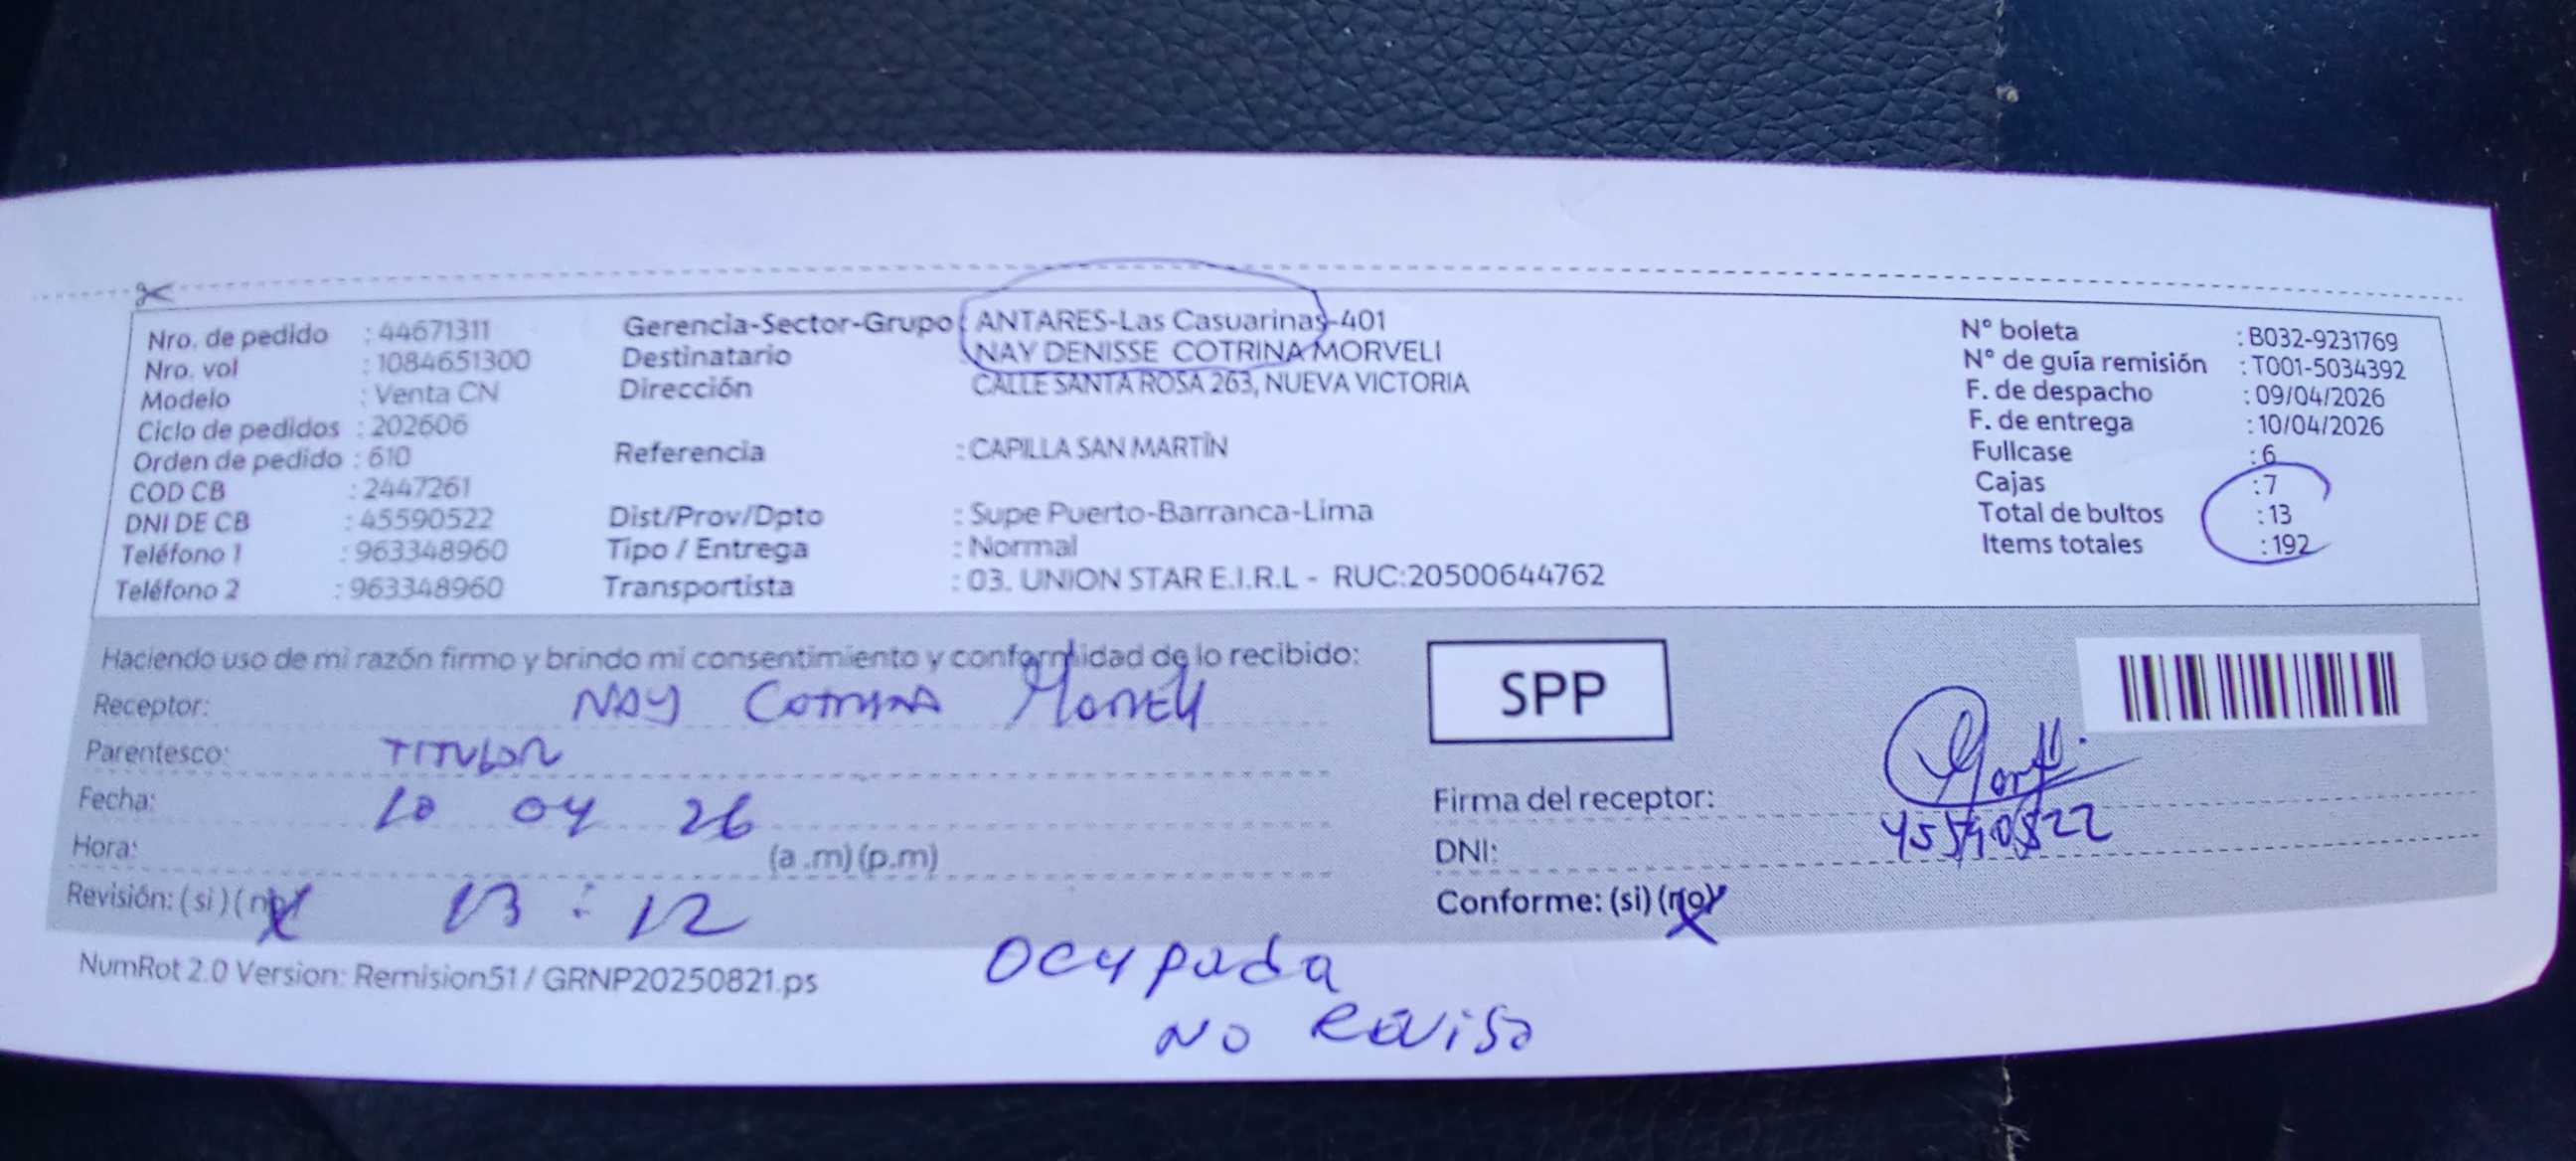 Nro. de pedido : 44671311
Nro. vol : 1084651300
Modelo : Venta CN
Ciclo de pedidos : 202606
Orden de pedido : 610
COD CB : 2447261
DNI DE CB : 45590522
Teléfono 1 : 963348960
Teléfono 2 : 963348960
Gerencia-Sector-Grupo : ANTARES-Las Casuarinas-401
Destinatario NAY DENISSE COTRINA MORVELI
Dirección CALLE SANTA ROSA 263, NUEVA VICTORIA
Referencia : CAPILLA SAN MARTÍN
Dist/Prov/Dpto : Supe Puerto-Barranca-Lima
Tipo / Entrega : Normal
Transportista : 03. UNION STAR E.I.R.L - RUC:20500644762
N° boleta : B032-9231769
N° de guía remisión : T001-5034392
F. de despacho : 09/04/2026
F. de entrega : 10/04/2026
Fullcase : 6
Cajas : 7
Total de bultos : 13
Items totales : 192
Haciendo uso de mi razón firmo y brindo mi consentimiento y conformidad de lo recibido:
Receptor: NAY COTRINA MORVELI
Parentesco: TITULAR
Fecha: 10 04 26
Hora: (a .m) (p.m)
Revisión: (si) (no) 13 : 12
SPP
Firma del receptor:
DNI: 45590522
Conforme: (si) (no)
NumRot 2.0 Version: Remision51 / GRNP20250821.ps
Ocupada
NO Reviso